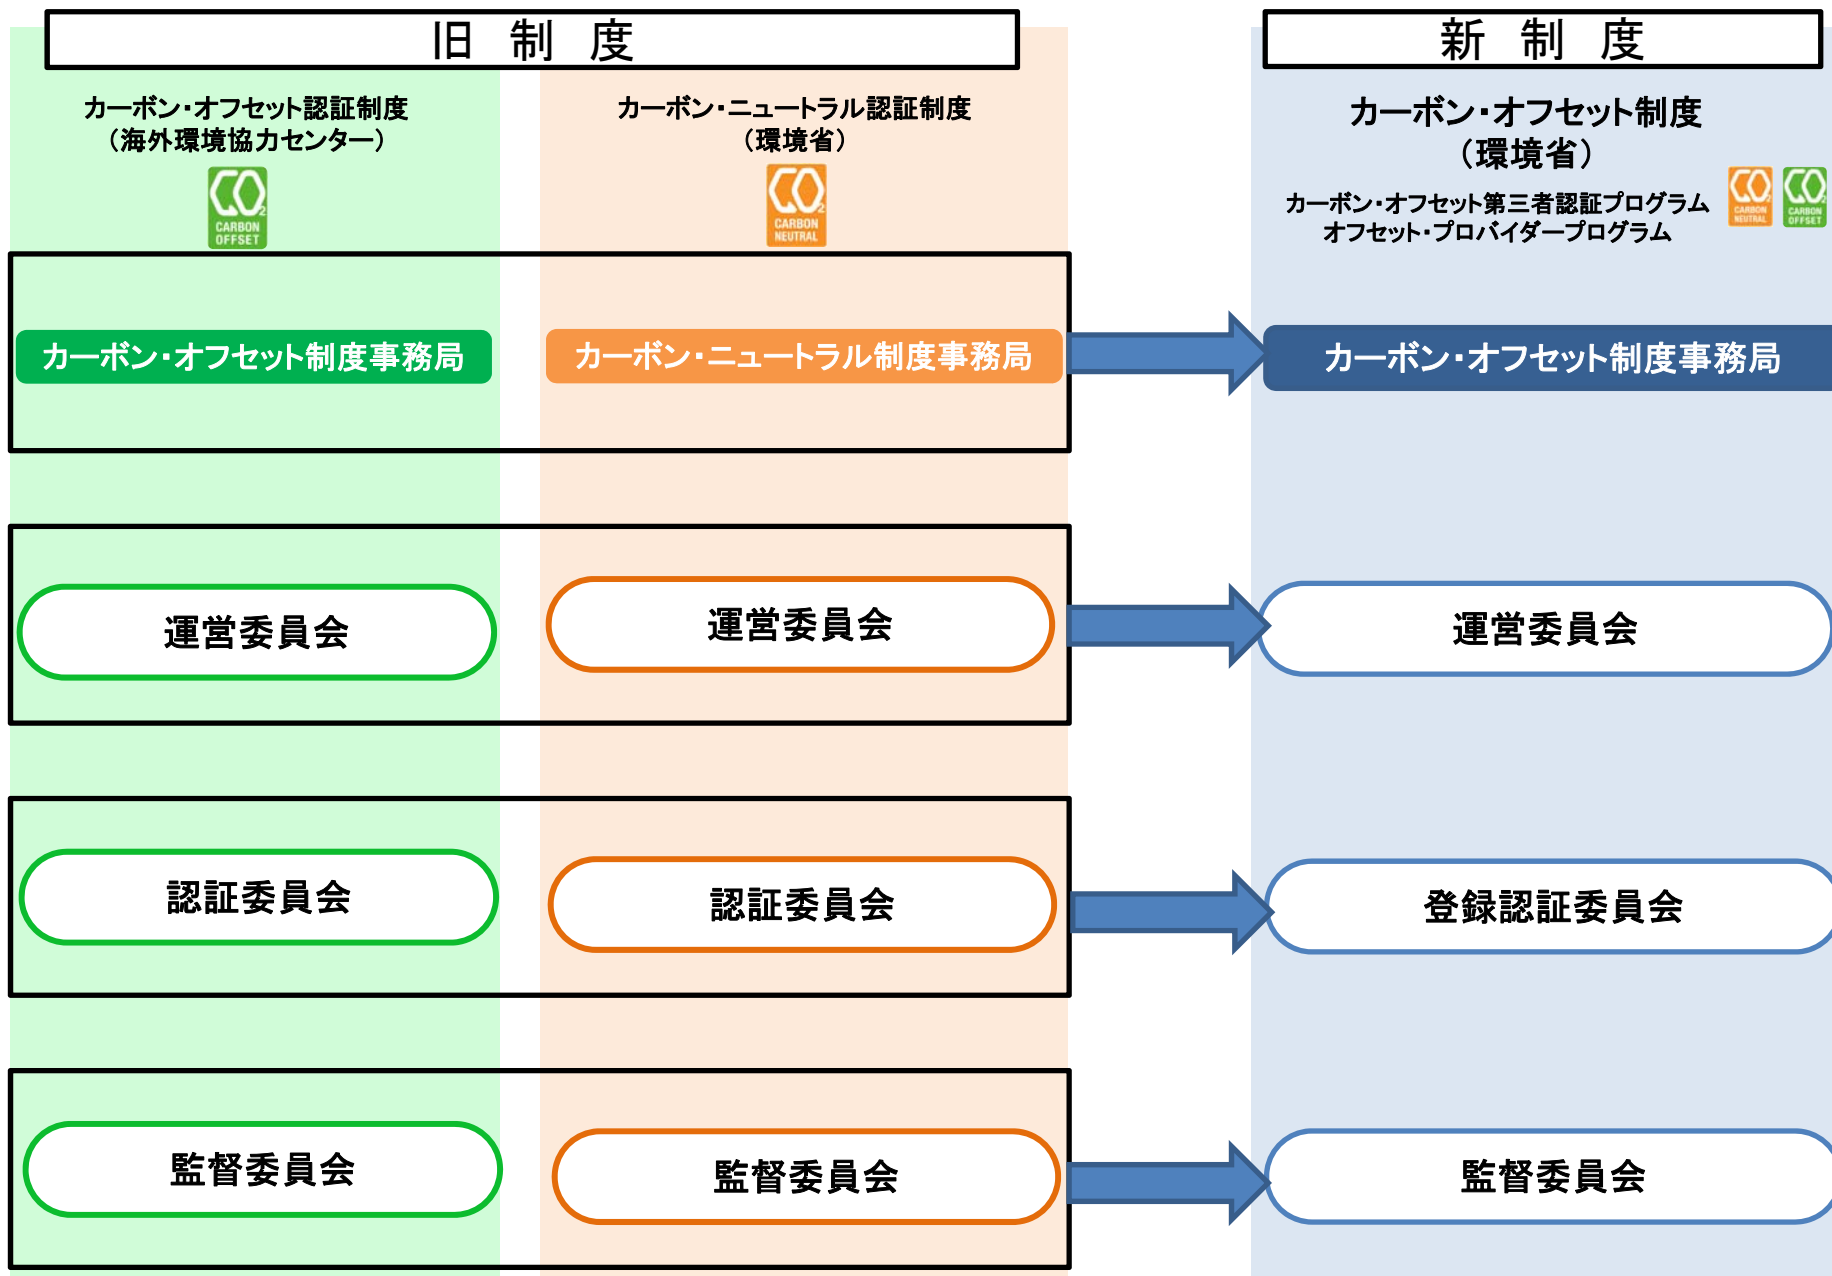 旧 制 度
新 制 度
カーボン・オフセット認証制度
（海外環境協力センター）
CO2
CARBON
OFFSET
カーボン・ニュートラル認証制度
（環境省）
CO2
CARBON
NEUTRAL
カーボン・オフセット制度
（環境省）
カーボン・オフセット第三者認証プログラム
オフセット・プロバイダープログラム
CO2
CARBON
NEUTRAL
CO2
CARBON
OFFSET
カーボン・オフセット制度事務局
カーボン・ニュートラル制度事務局
カーボン・オフセット制度事務局
運営委員会
運営委員会
運営委員会
認証委員会
認証委員会
登録認証委員会
監督委員会
監督委員会
監督委員会